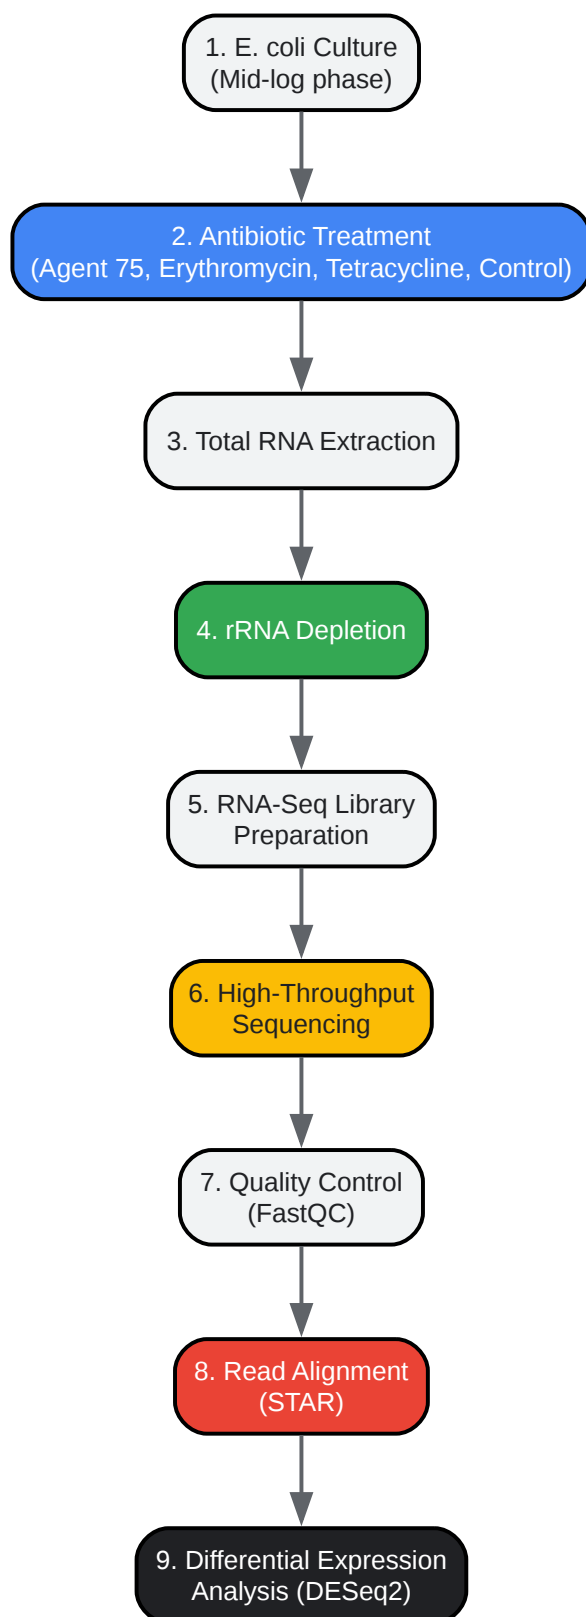 1. E. coli Culture
(Mid-log phase)
2. Antibiotic Treatment
(Agent 75, Erythromycin, Tetracycline, Control)
3. Total RNA Extraction
4. rRNA Depletion
5. RNA-Seq Library
Preparation
6. High-Throughput
Sequencing
7. Quality Control
(FastQC)
8. Read Alignment
(STAR)
9. Differential Expression
Analysis (DESeq2)